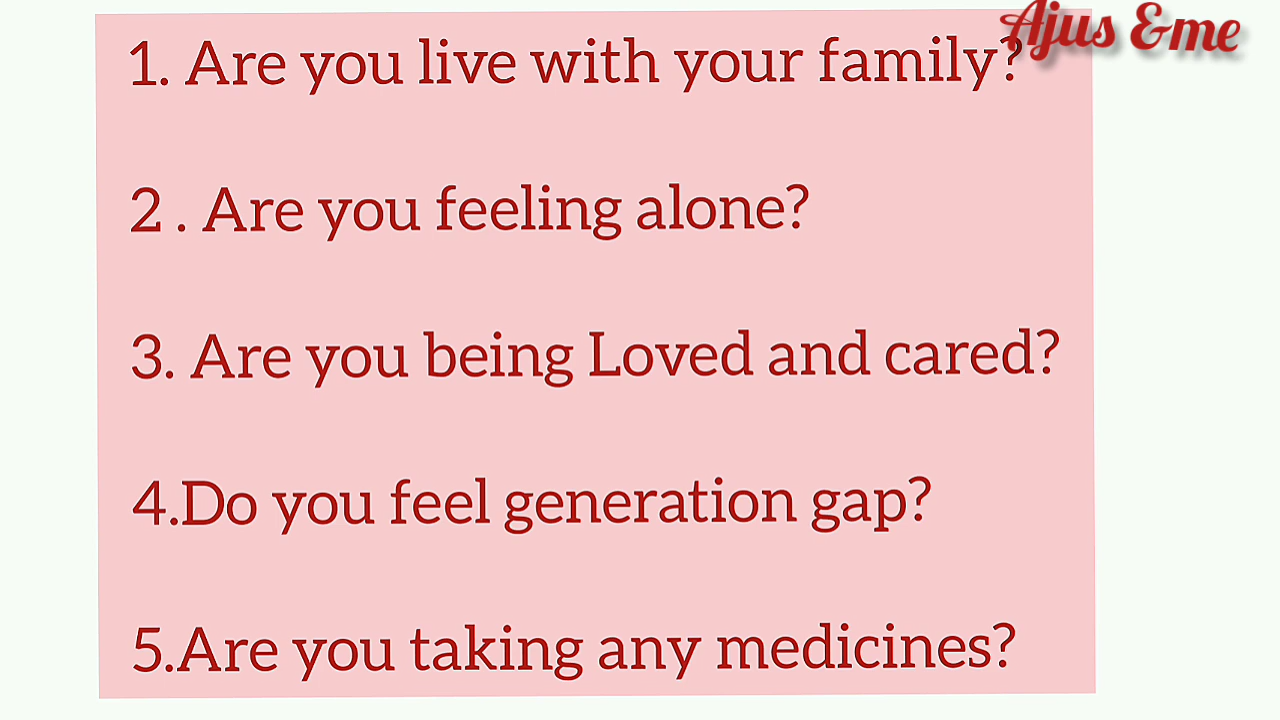 Ajus &me
1. Are you live with your family?
2 . Are you feeling alone?
3. Are you being Loved and cared?
4.Do you feel generation gap?
5.Are you taking any medicines?